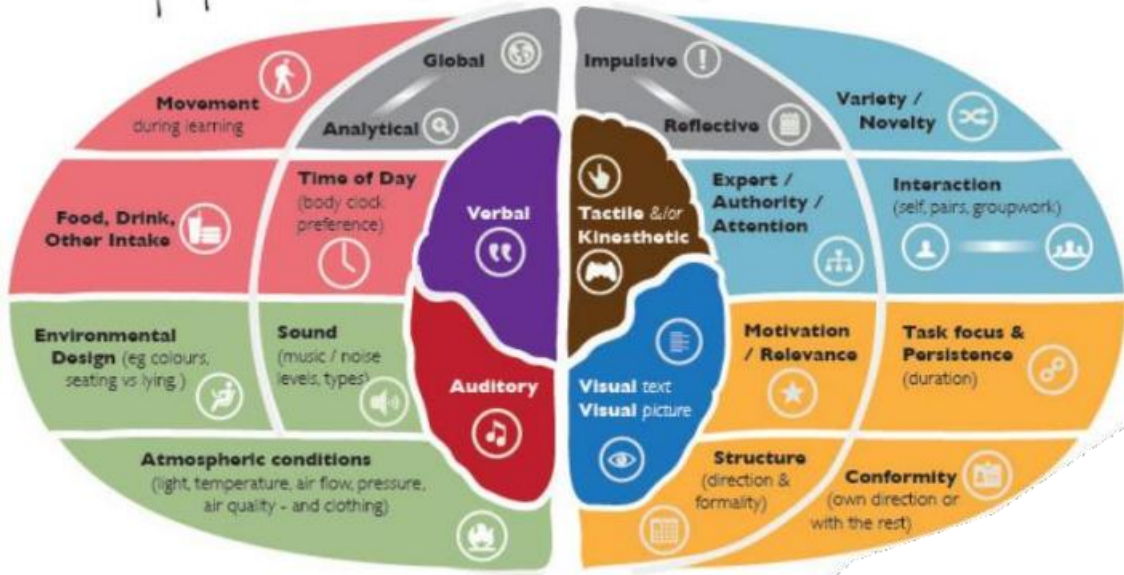 Movement
during learning
Global
Analytical
Impulsive
Reflective
Variety /
Novelty
Food, Drink,
Other Intake
Time of Day
(body clock
preference)
Verbal
Tactile &/or
Kinesthetic
Expert /
Authority /
Attention
Interaction
(self, pairs, groupwork)
Environmental
Design (eg colours,
seating vs lying )
Sound
(music / noise
levels, types)
Auditory
Visual text
Visual picture
Motivation
/ Relevance
Task focus &
Persistence
(duration)
Atmospheric conditions
(light, temperature, air flow, pressure,
air quality - and clothing)
Structure
(direction &
formality)
Conformity
(own direction or
with the rest)